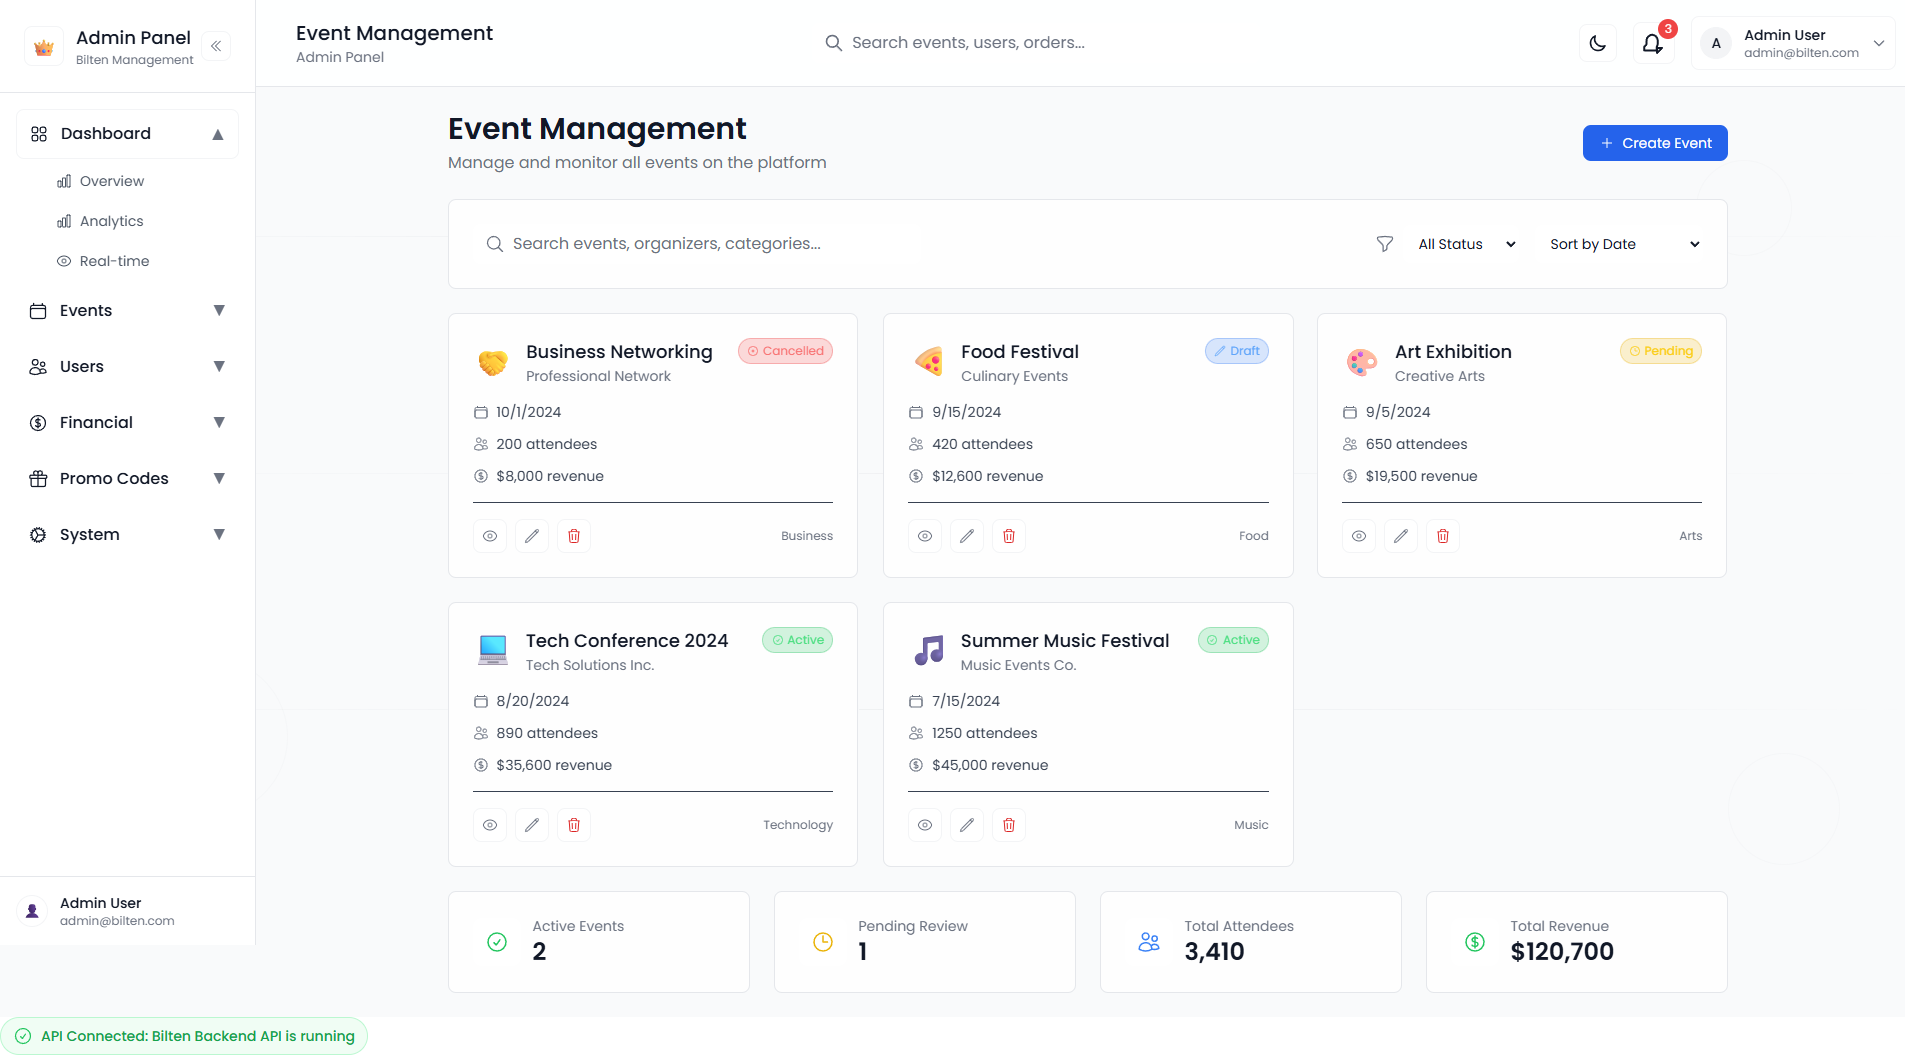 Admin Panel
Bilten Management
Event Management
Admin Panel
Search events, users, orders...
3
A
Admin User
admin@bilten.com
Dashboard
Overview
Analytics
Real-time
Events
Users
Financial
Promo Codes
System
Admin User
admin@bilten.com
Event Management
Manage and monitor all events on the platform
Create Event
Search events, organizers, categories...
All Status
Sort by Date
Business Networking
Cancelled
Professional Network
10/1/2024
200 attendees
$8,000 revenue
Business
Food Festival
Draft
Culinary Events
9/15/2024
420 attendees
$12,600 revenue
Food
Art Exhibition
Pending
Creative Arts
9/5/2024
650 attendees
$19,500 revenue
Arts
Tech Conference 2024
Active
Tech Solutions Inc.
8/20/2024
890 attendees
$35,600 revenue
Technology
Summer Music Festival
Active
Music Events Co.
7/15/2024
1250 attendees
$45,000 revenue
Music
Active Events
2
Pending Review
1
Total Attendees
3,410
Total Revenue
$120,700
API Connected: Bilten Backend API is running